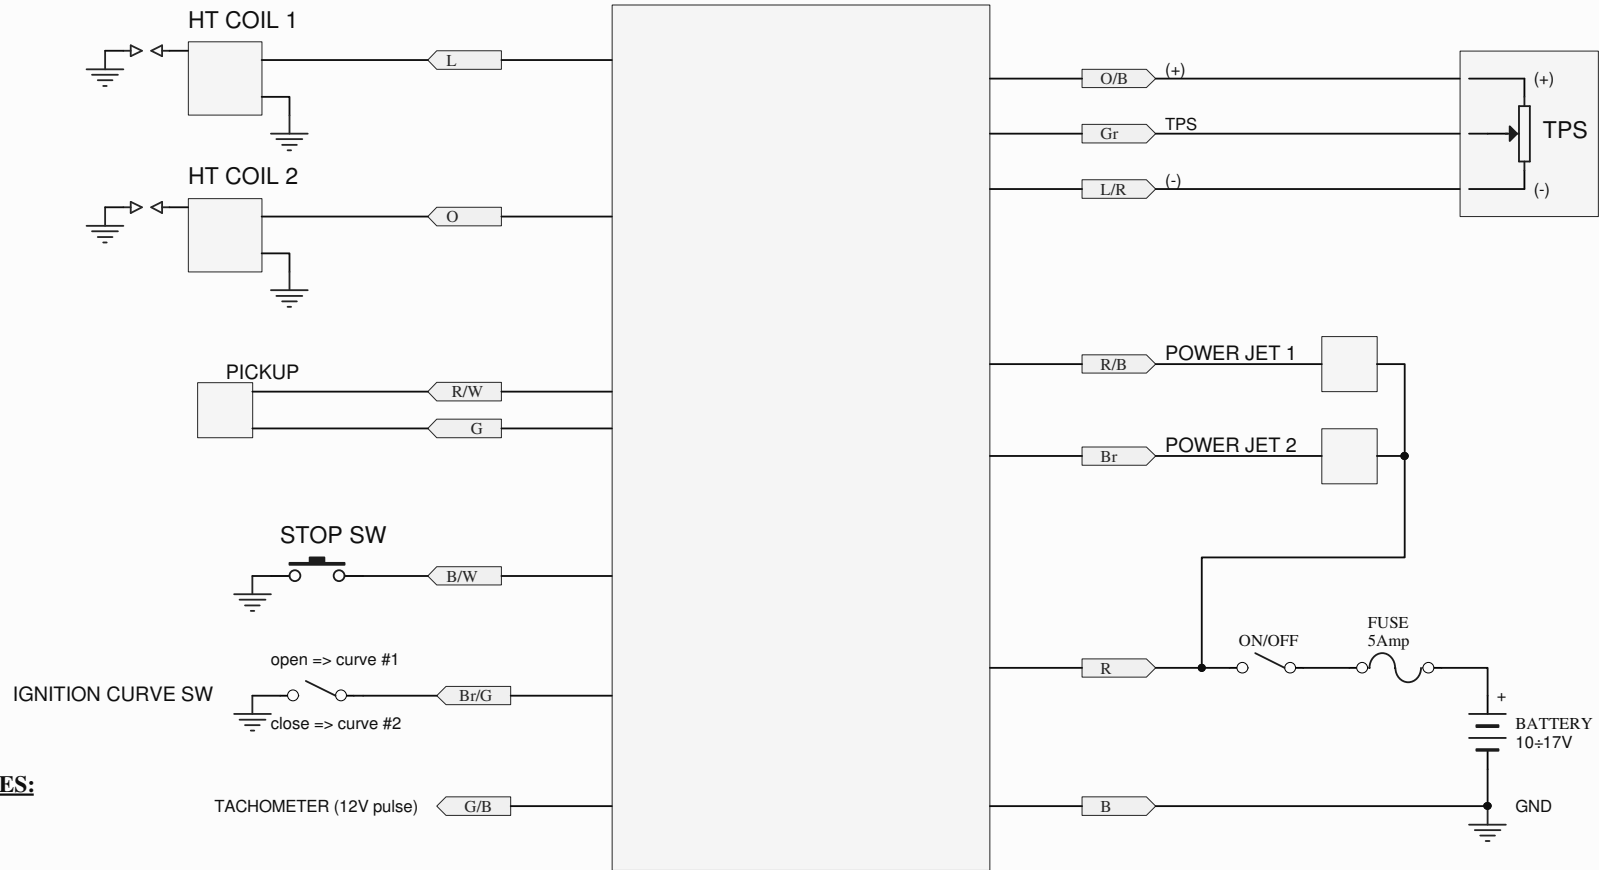 HT COIL 1
L
HT COIL 2
O
PICKUP
R/W
G
STOP SW
B/W
open => curve #1
IGNITION CURVE SW
Br/G
close => curve #2
ES:
TACHOMETER (12V pulse)
G/B
O/B
(+)
(+)
Gr
TPS
TPS
L/R
(-)
(-)
R/B
POWER JET 1
Br
POWER JET 2
R
ON/OFF
FUSE
5Amp
+
BATTERY
10÷17V
B
GND